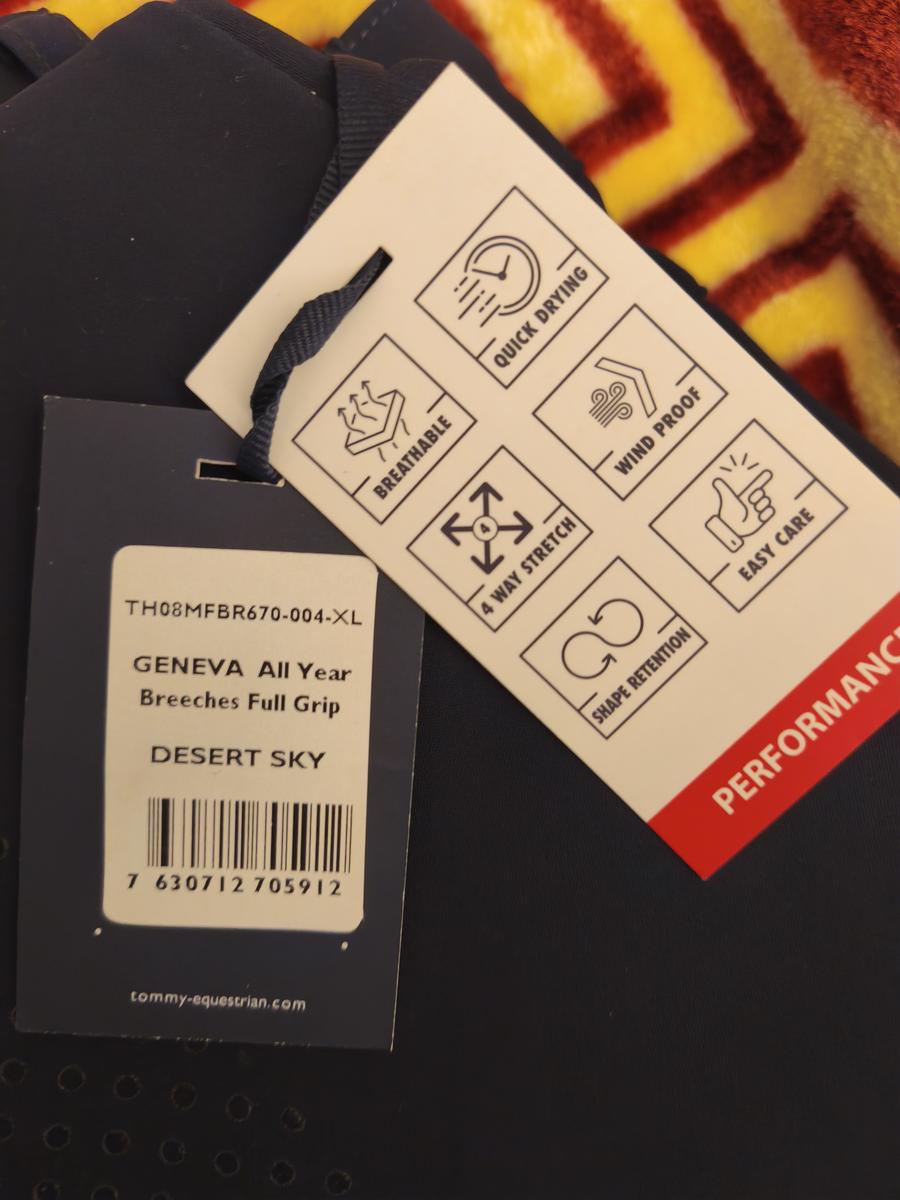 QUICK DRYING
BREATHABLE
WIND PROOF
4
4 WAY STRETCH
EASY CARE
SHAPE RETENTION
PERFORMANC
TH08MFBR670-004-XL
GENEVA All Year
Breeches Full Grip
DESERT SKY
7 630712 705912
tommy-equestrian.com